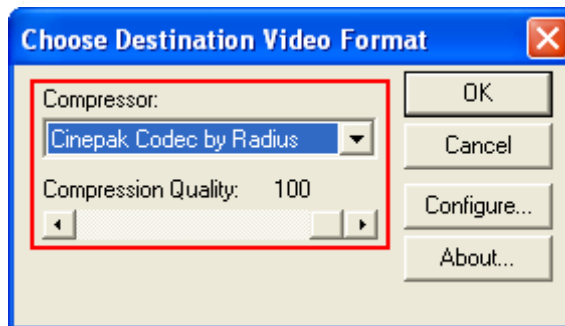 Choose Destination Video Format
Compressor:
Cinepak Codec by Radius
Compression Quality: 100
OK
Cancel
Configure...
About...